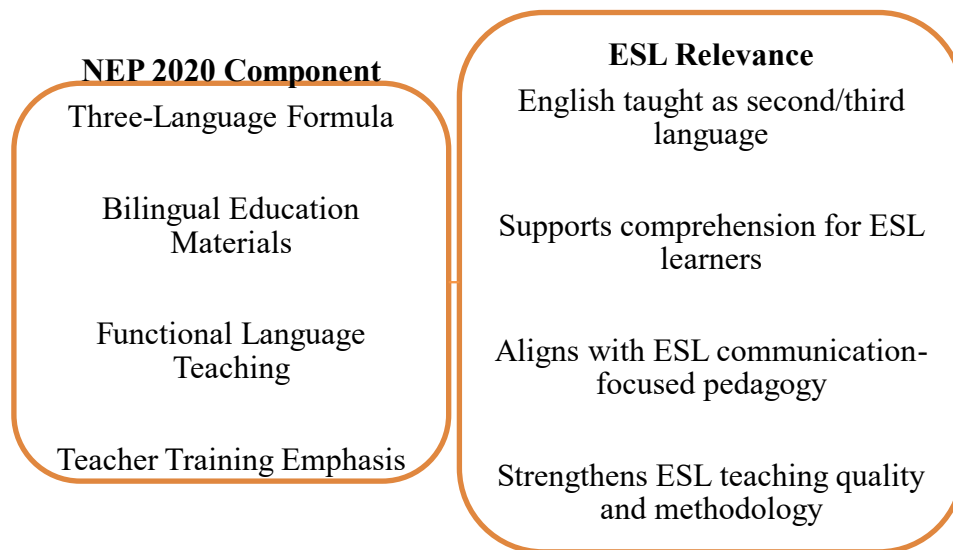 NEP 2020 Component
Three-Language Formula
Bilingual Education
Materials
Functional Language
Teaching
Teacher Training Emphasis
ESL Relevance
English taught as second/third
language
Supports comprehension for ESL
learners
Aligns with ESL communication-
focused pedagogy
Strengthens ESL teaching quality
and methodology